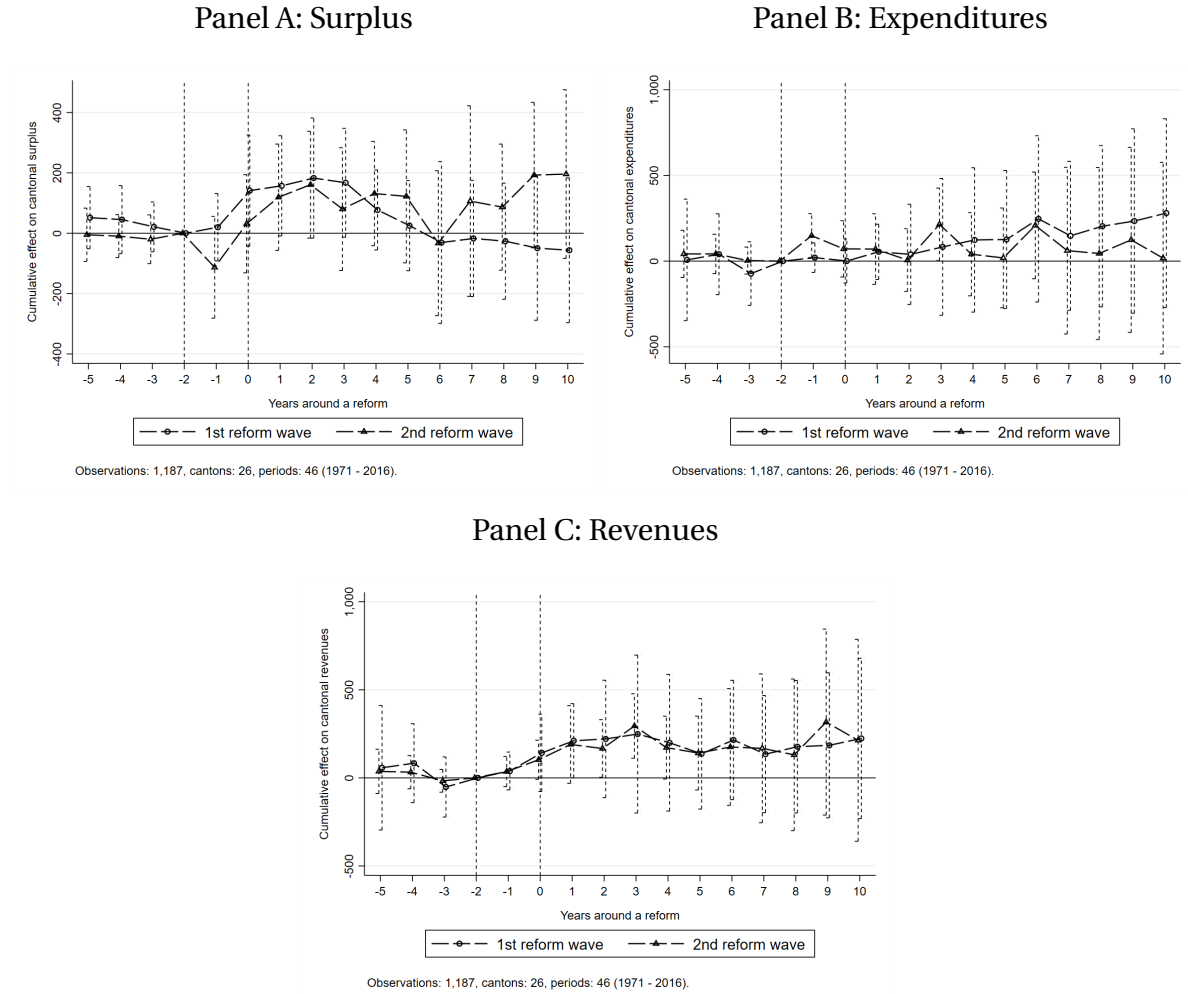 Panel A: Surplus
Cumulative effect on cantonal surplus
400
200
0
-200
-400
-5 -4 -3 -2 -1 0 1 2 3 4 5 6 7 8 9 10
Years around a reform
1st reform wave 2nd reform wave
Observations: 1,187, cantons: 26, periods: 46 (1971 - 2016).
Panel B: Expenditures
Cumulative effect on cantonal expenditures
1,000
500
0
-500
-5 -4 -3 -2 -1 0 1 2 3 4 5 6 7 8 9 10
Years around a reform
1st reform wave 2nd reform wave
Observations: 1,187, cantons: 26, periods: 46 (1971 - 2016).
Panel C: Revenues
Cumulative effect on cantonal revenues
1,000
500
0
-500
-5 -4 -3 -2 -1 0 1 2 3 4 5 6 7 8 9 10
Years around a reform
1st reform wave 2nd reform wave
Observations: 1,187, cantons: 26, periods: 46 (1971 - 2016).